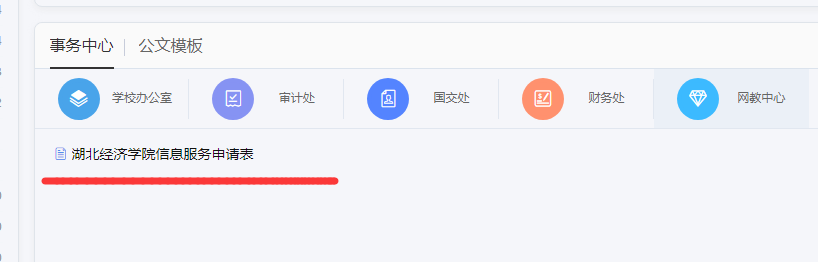 事务中心 公文模板
学校办公室 审计处 国交处 财务处 网教中心
湖北经济学院信息服务申请表